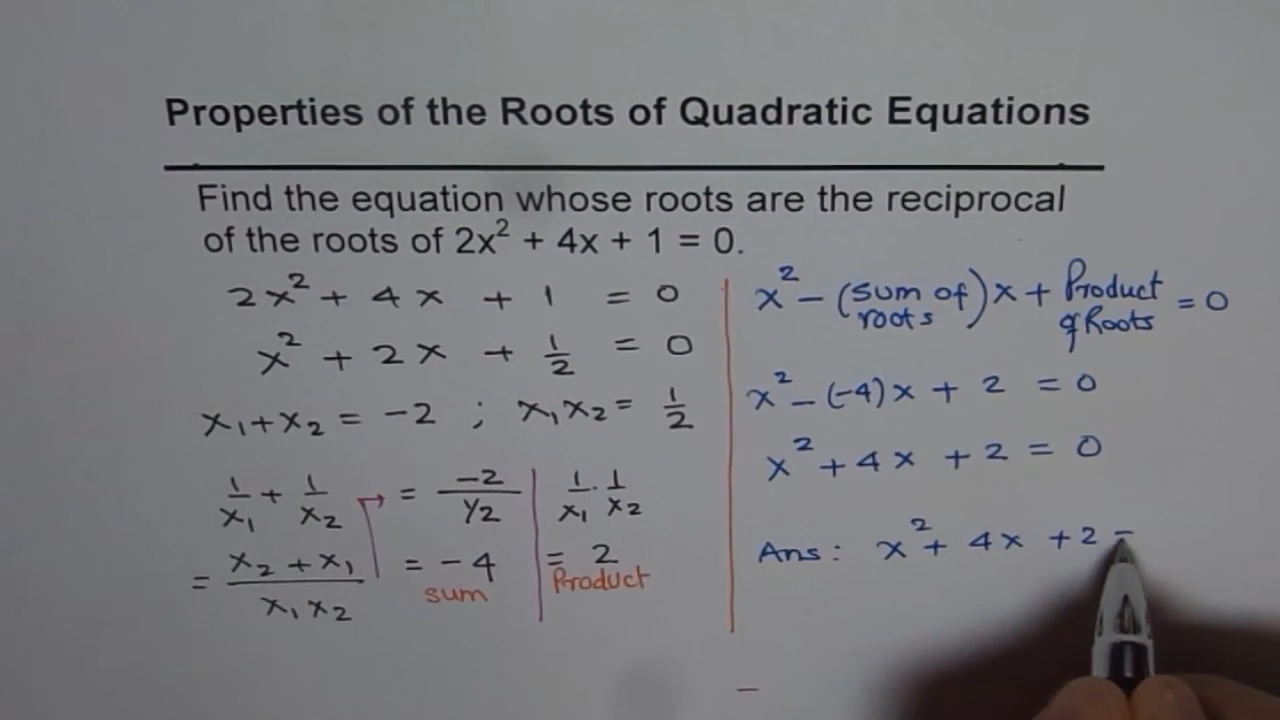 Properties of the Roots of Quadratic Equations
Find the equation whose roots are the reciprocal
of the roots of 2x² + 4x + 1 = 0.
2x² + 4x + 1 = 0
x² + 2x + 1/2 = 0
x₁+x₂ = -2 ; x₁x₂ = 1/2
1/x₁ + 1/x₂ = -2/(1/2)
= (x₂+x₁)/(x₁x₂) = -4
sum
1/x₁ · 1/x₂
= 2
Product
x² - (sum of roots)x + Product of Roots = 0
x² - (-4)x + 2 = 0
x² + 4x + 2 = 0
Ans: x² + 4x + 2 =